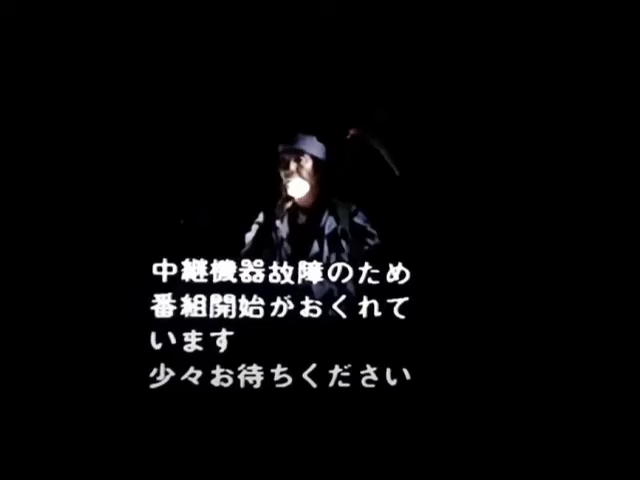 中継機器故障のため
番組開始がおくれて
います
少々お待ちください